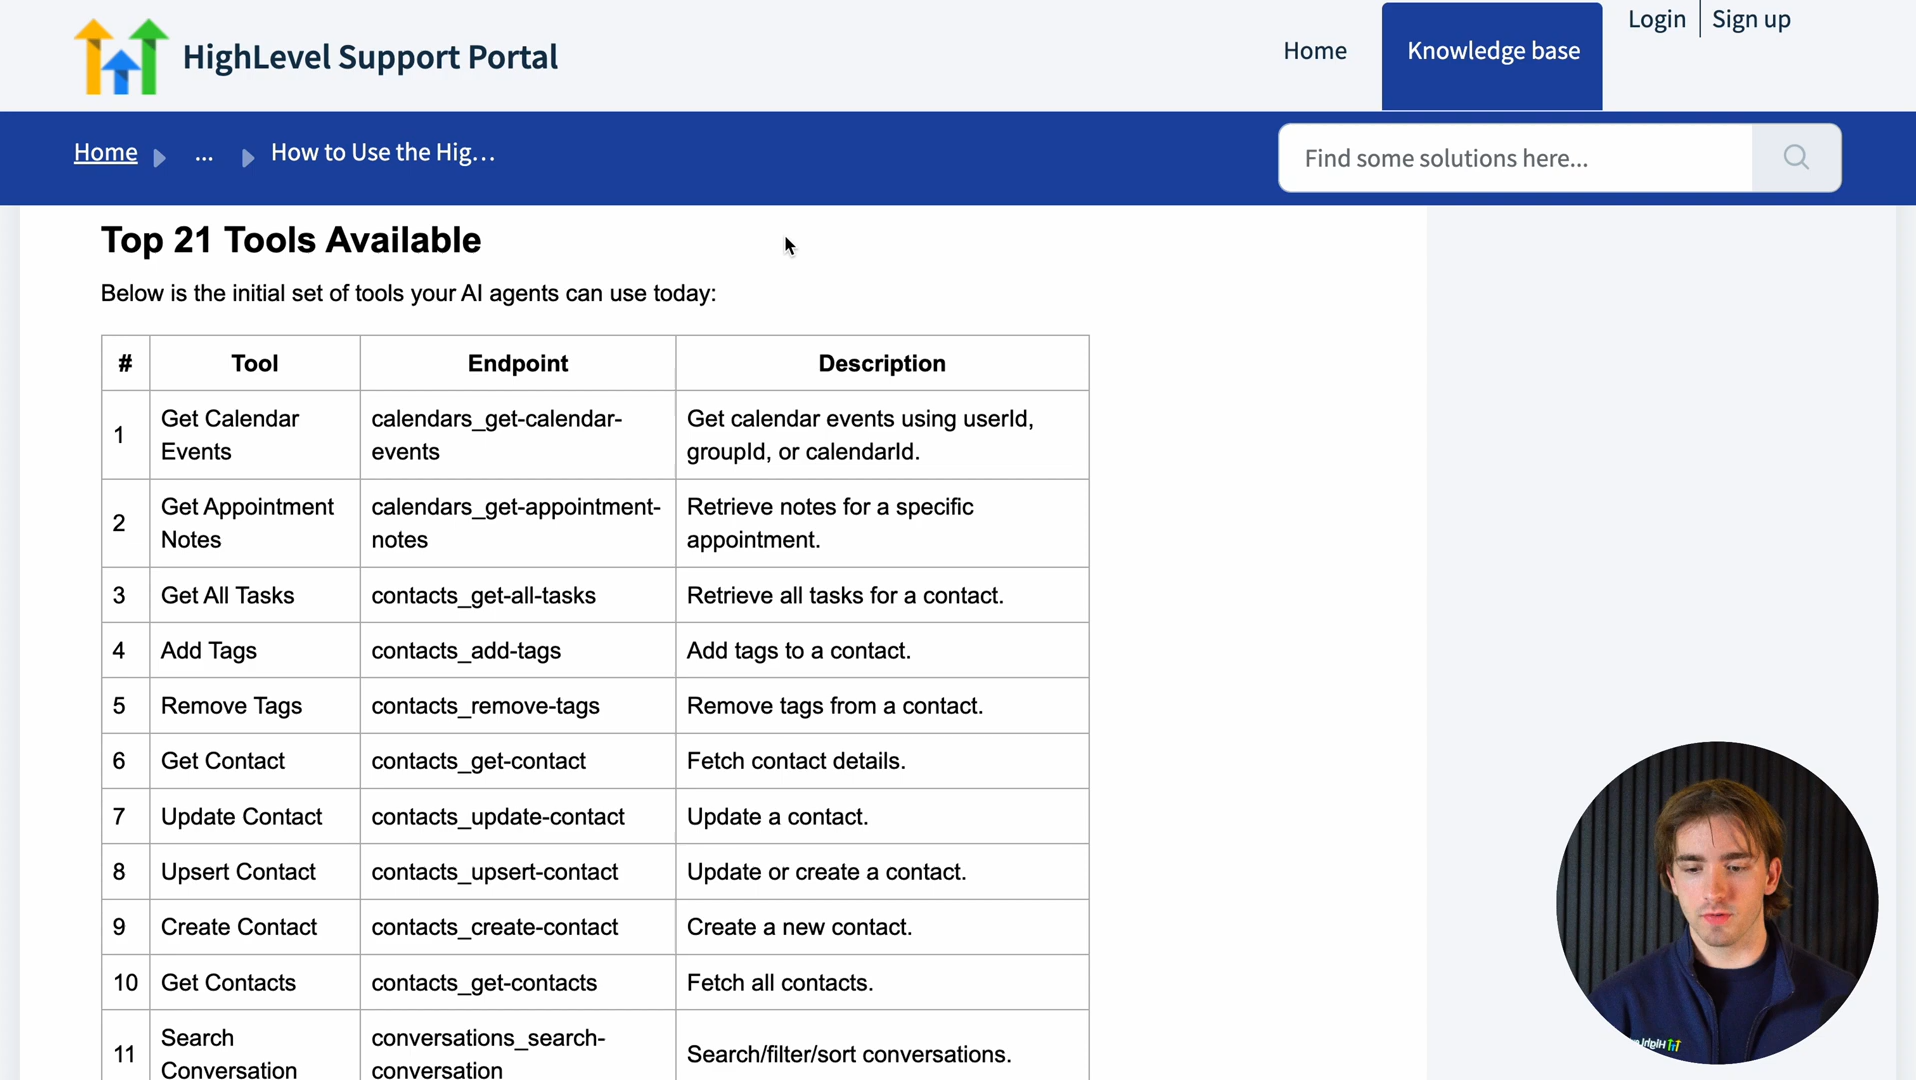 HighLevel Support Portal
Home
Knowledge base
Login
Sign up
Home
...
How to Use the Hig...
Find some solutions here...
Top 21 Tools Available
Below is the initial set of tools your AI agents can use today:
# Tool Endpoint Description
1 Get Calendar Events calendars_get-calendar-events Get calendar events using userId, groupId, or calendarId.
2 Get Appointment Notes calendars_get-appointment-notes Retrieve notes for a specific appointment.
3 Get All Tasks contacts_get-all-tasks Retrieve all tasks for a contact.
4 Add Tags contacts_add-tags Add tags to a contact.
5 Remove Tags contacts_remove-tags Remove tags from a contact.
6 Get Contact contacts_get-contact Fetch contact details.
7 Update Contact contacts_update-contact Update a contact.
8 Upsert Contact contacts_upsert-contact Update or create a contact.
9 Create Contact contacts_create-contact Create a new contact.
10 Get Contacts contacts_get-contacts Fetch all contacts.
11 Search Conversation conversations_search-conversation Search/filter/sort conversations.